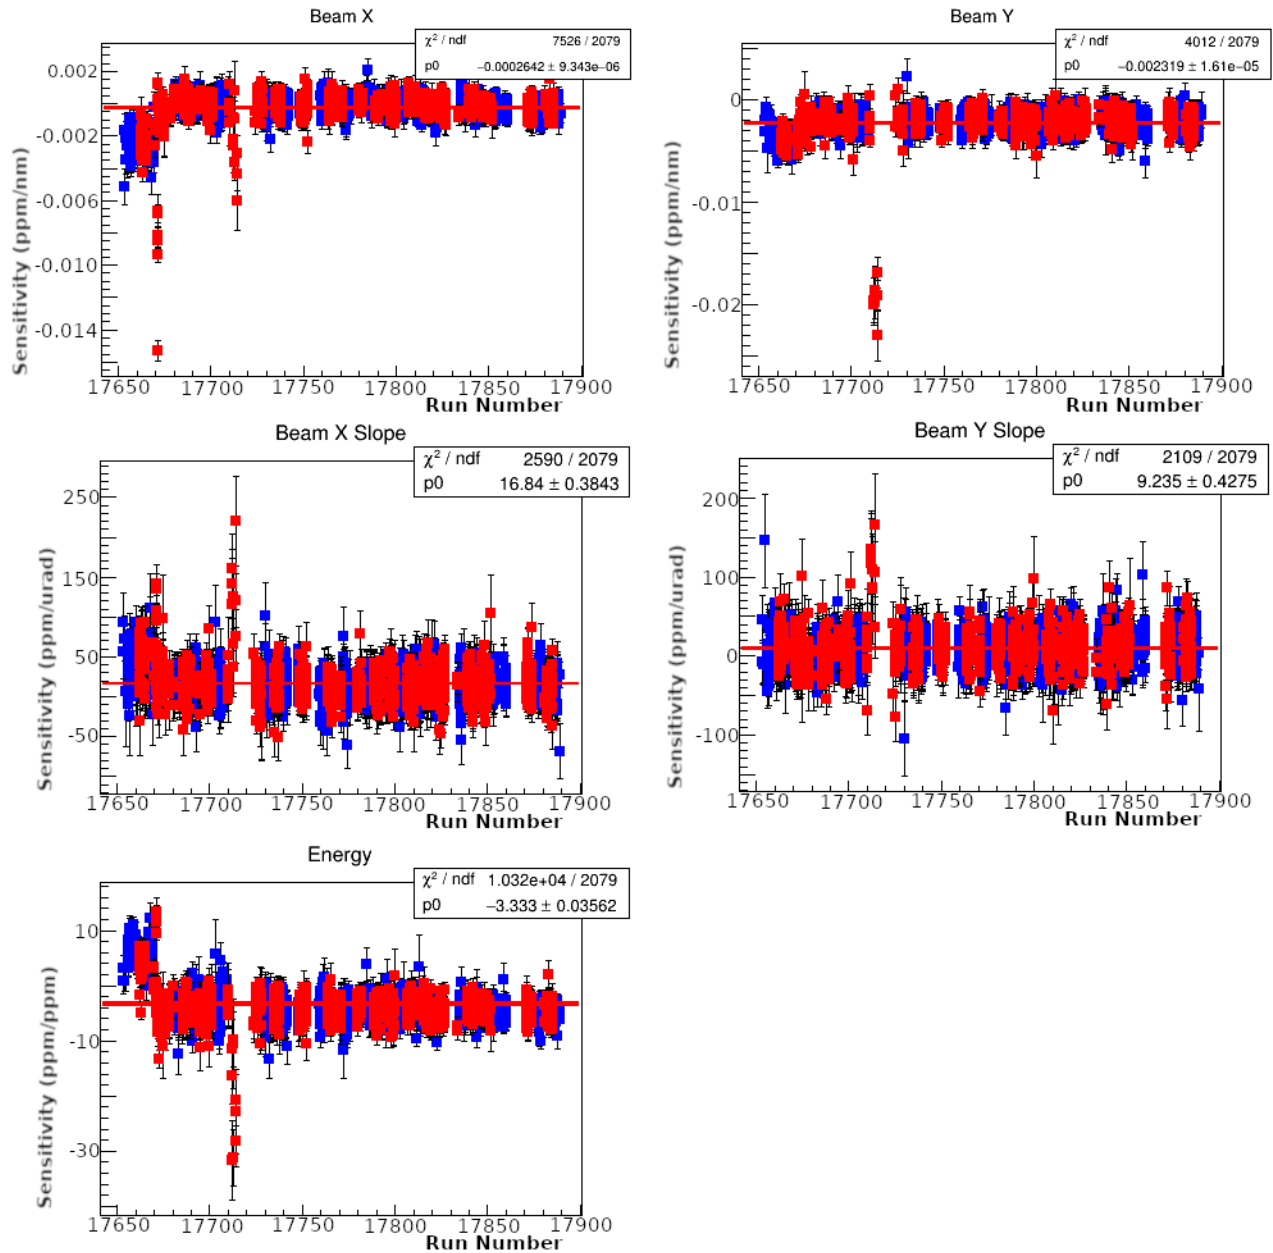 Beam X
χ² / ndf 7526 / 2079
p0 −0.0002642 ± 9.343e−06
0.002
-0.002
-0.006
-0.010
-0.014
Sensitivity (ppm/nm)
17650 17700 17750 17800 17850 17900
Run Number
Beam Y
χ² / ndf 4012 / 2079
p0 −0.002319 ± 1.61e−05
0
-0.01
-0.02
Sensitivity (ppm/nm)
17650 17700 17750 17800 17850 17900
Run Number
Beam X Slope
χ² / ndf 2590 / 2079
p0 16.84 ± 0.3843
250
150
50
-50
Sensitivity (ppm/urad)
17650 17700 17750 17800 17850 17900
Run Number
Beam Y Slope
χ² / ndf 2109 / 2079
p0 9.235 ± 0.4275
200
100
0
-100
Sensitivity (ppm/urad)
17650 17700 17750 17800 17850 17900
Run Number
Energy
χ² / ndf 1.032e+04 / 2079
p0 −3.333 ± 0.03562
10
-10
-30
Sensitivity (ppm/ppm)
17650 17700 17750 17800 17850 17900
Run Number